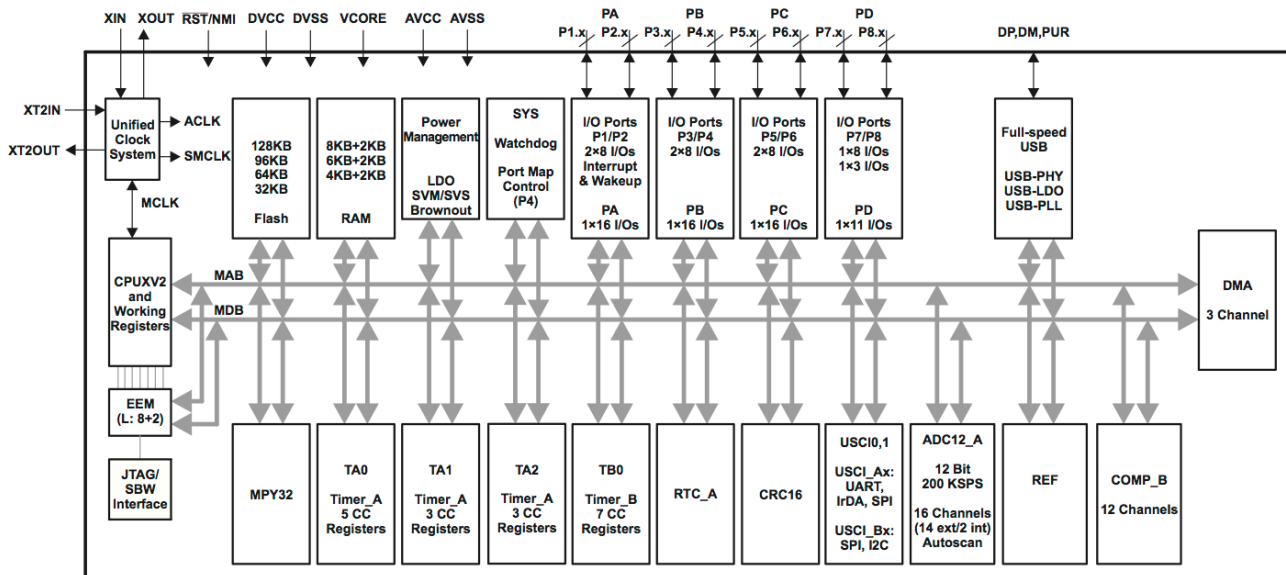 XIN XOUT RST/NMI DVCC DVSS VCORE AVCC AVSS
PA PB PC PD
P1.x P2.x P3.x P4.x P5.x P6.x P7.x P8.x
DP,DM,PUR
XT2IN
XT2OUT
Unified
Clock
System
ACLK
SMCLK
MCLK
128KB
96KB
64KB
32KB
Flash
8KB+2KB
6KB+2KB
4KB+2KB
RAM
Power
Management
LDO
SVM/SVS
Brownout
SYS
Watchdog
Port Map
Control
(P4)
I/O Ports
P1/P2
2×8 I/Os
Interrupt
& Wakeup
PA
1×16 I/Os
I/O Ports
P3/P4
2×8 I/Os
PB
1×16 I/Os
I/O Ports
P5/P6
2×8 I/Os
PC
1×16 I/Os
I/O Ports
P7/P8
1×8 I/Os
1×3 I/Os
PD
1×11 I/Os
Full-speed
USB
USB-PHY
USB-LDO
USB-PLL
CPUXV2
and
Working
Registers
MAB
MDB
DMA
3 Channel
EEM
(L: 8+2)
JTAG/
SBW
Interface
MPY32
TA0
Timer_A
5 CC
Registers
TA1
Timer_A
3 CC
Registers
TA2
Timer_A
3 CC
Registers
TB0
Timer_B
7 CC
Registers
RTC_A
CRC16
USCI0,1
USCI_Ax:
UART,
IrDA, SPI
USCI_Bx:
SPI, I2C
ADC12_A
12 Bit
200 KSPS
16 Channels
(14 ext/2 int)
Autoscan
REF
COMP_B
12 Channels